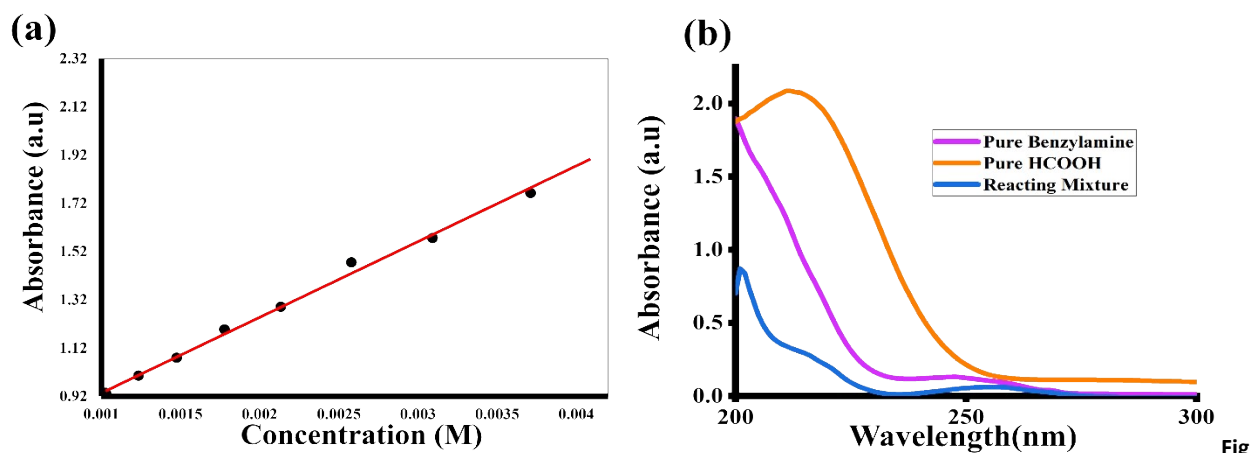 (a)
Absorbance (a.u)
2.32
2.12
1.92
1.72
1.52
1.32
1.12
0.92
0.001 0.0015 0.002 0.0025 0.003 0.0035 0.004
Concentration (M)
(b)
Absorbance (a.u)
2.0
1.5
1.0
0.5
0.0
Pure Benzylamine
Pure HCOOH
Reacting Mixture
200 250 300
Wavelength(nm)
Fig